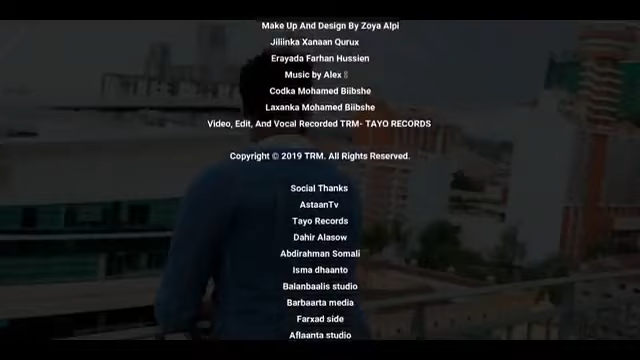 Make Up And Design By Zoya Alpi
Jiliinka Xanaan Qurux
Erayada Farhan Hussien
Music by Alex
Codka Mohamed Biibshe
Laxanka Mohamed Biibshe
Video, Edit, And Vocal Recorded TRM- TAYO RECORDS
Copyright © 2019 TRM. All Rights Reserved.
Social Thanks
AstaanTv
Tayo Records
Dahir Alasow
Abdirahman Somali
Isma dhaanto
Balanbaalis studio
Barbaarta media
Farxad side
Aflaanta studio